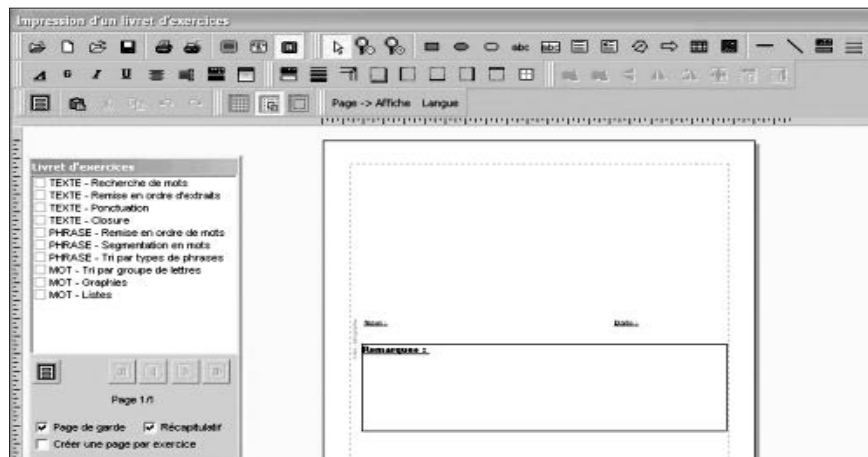 Impression d'un livret d'exercices
abc abc
G I U
Page -> Affiche Langue
Livret d'exercices
TEXTE - Recherche de mots
TEXTE - Remise en ordre d'extraits
TEXTE - Ponctuation
TEXTE - Closure
PHRASE - Remise en ordre de mots
PHRASE - Segmentation en mots
PHRASE - Tri par types de phrases
MOT - Tri par groupe de lettres
MOT - Graphies
MOT - Listes
Nom :
Date :
Remarques :
Page 1/1
Page de garde
Récapitulatif
Créer une page par exercice